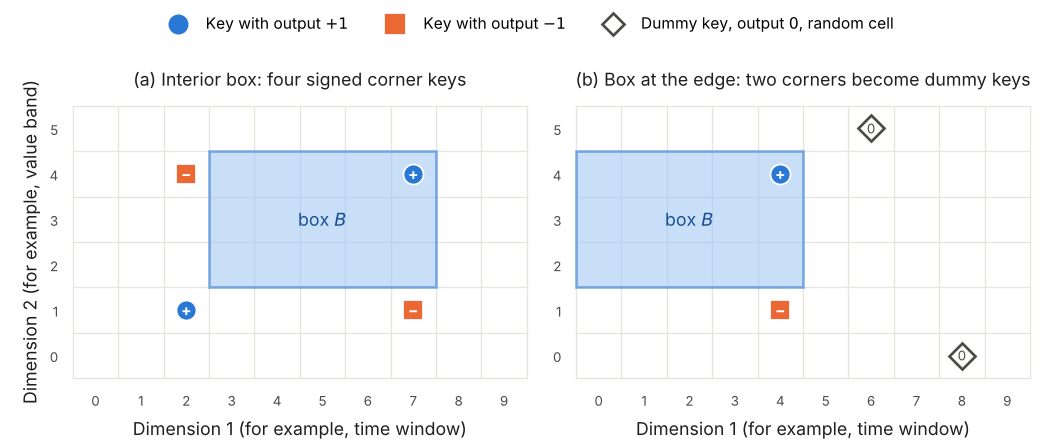 Key with output +1
Key with output −1
Dummy key, output 0, random cell
(a) Interior box: four signed corner keys
(b) Box at the edge: two corners become dummy keys
Dimension 2 (for example, value band)
5
4
3
2
1
0
−
+
box B
+
−
0 1 2 3 4 5 6 7 8 9
Dimension 1 (for example, time window)
5
4
3
2
1
0
0
+
box B
−
0
0 1 2 3 4 5 6 7 8 9
Dimension 1 (for example, time window)